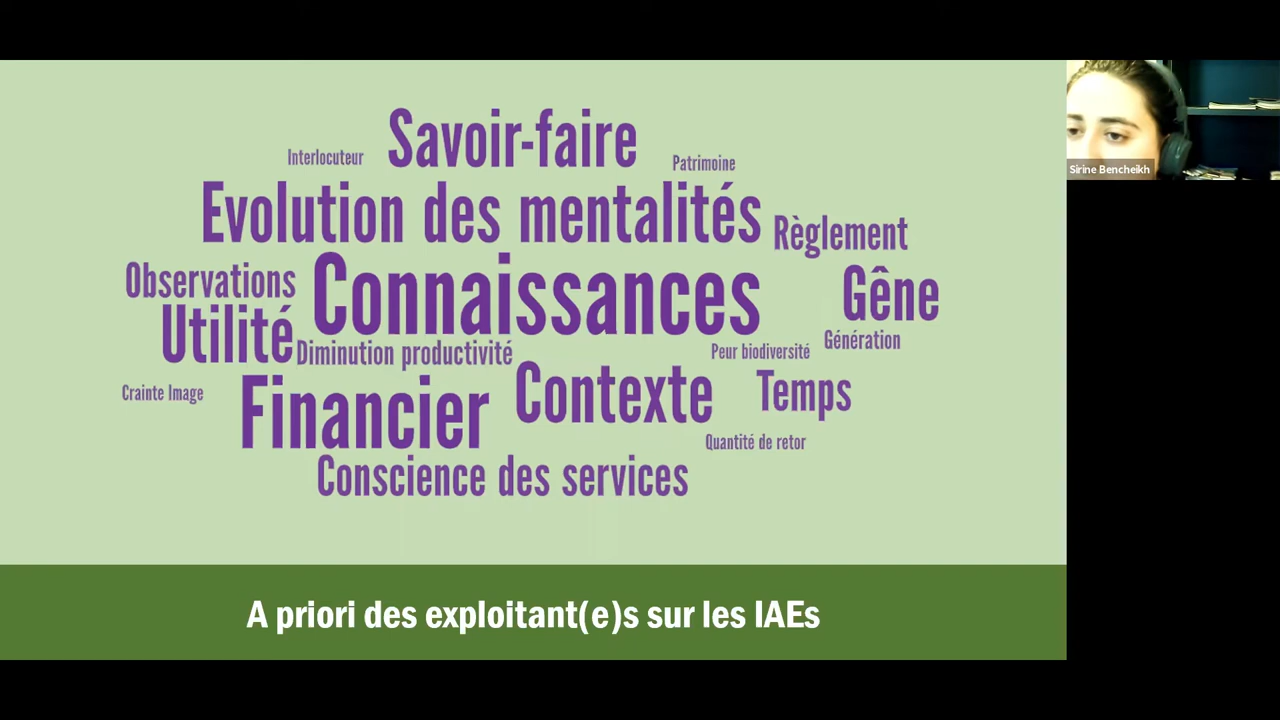 Savoir-faire
Interlocuteur
Patrimoine
Evolution des mentalités
Règlement
Observations
Connaissances
Gêne
Utilité
Diminution productivité
Peur biodiversité
Génération
Crainte Image
Financier
Contexte
Temps
Quantité de retor
Conscience des services
A priori des exploitant(e)s sur les IAEs
Sirine Bencheikh